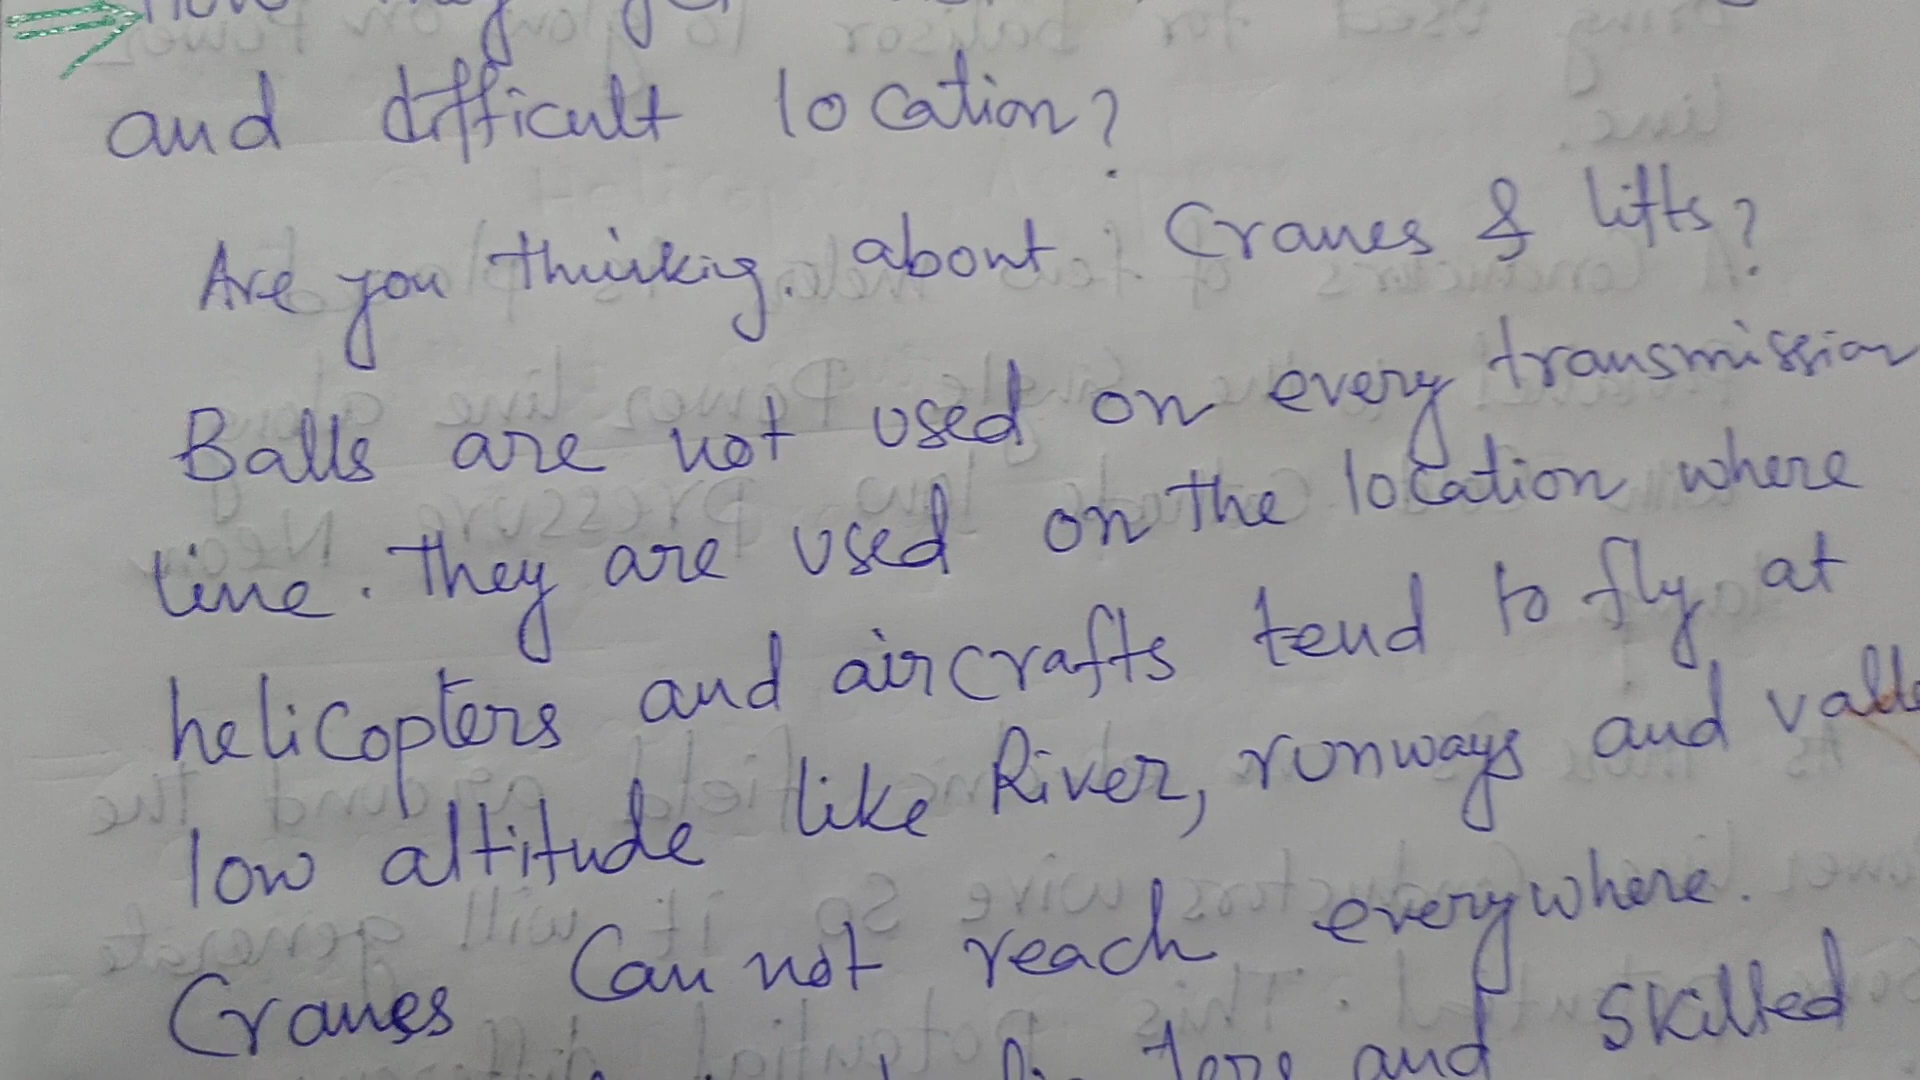 and difficult location?
Are you thinking about Cranes & lifts?
Balls are not used on every transmission
line. They are used on the location where
helicopters and aircrafts tend to fly at
low altitude like River, runways and
Cranes Can not reach everywhere.
and skilled